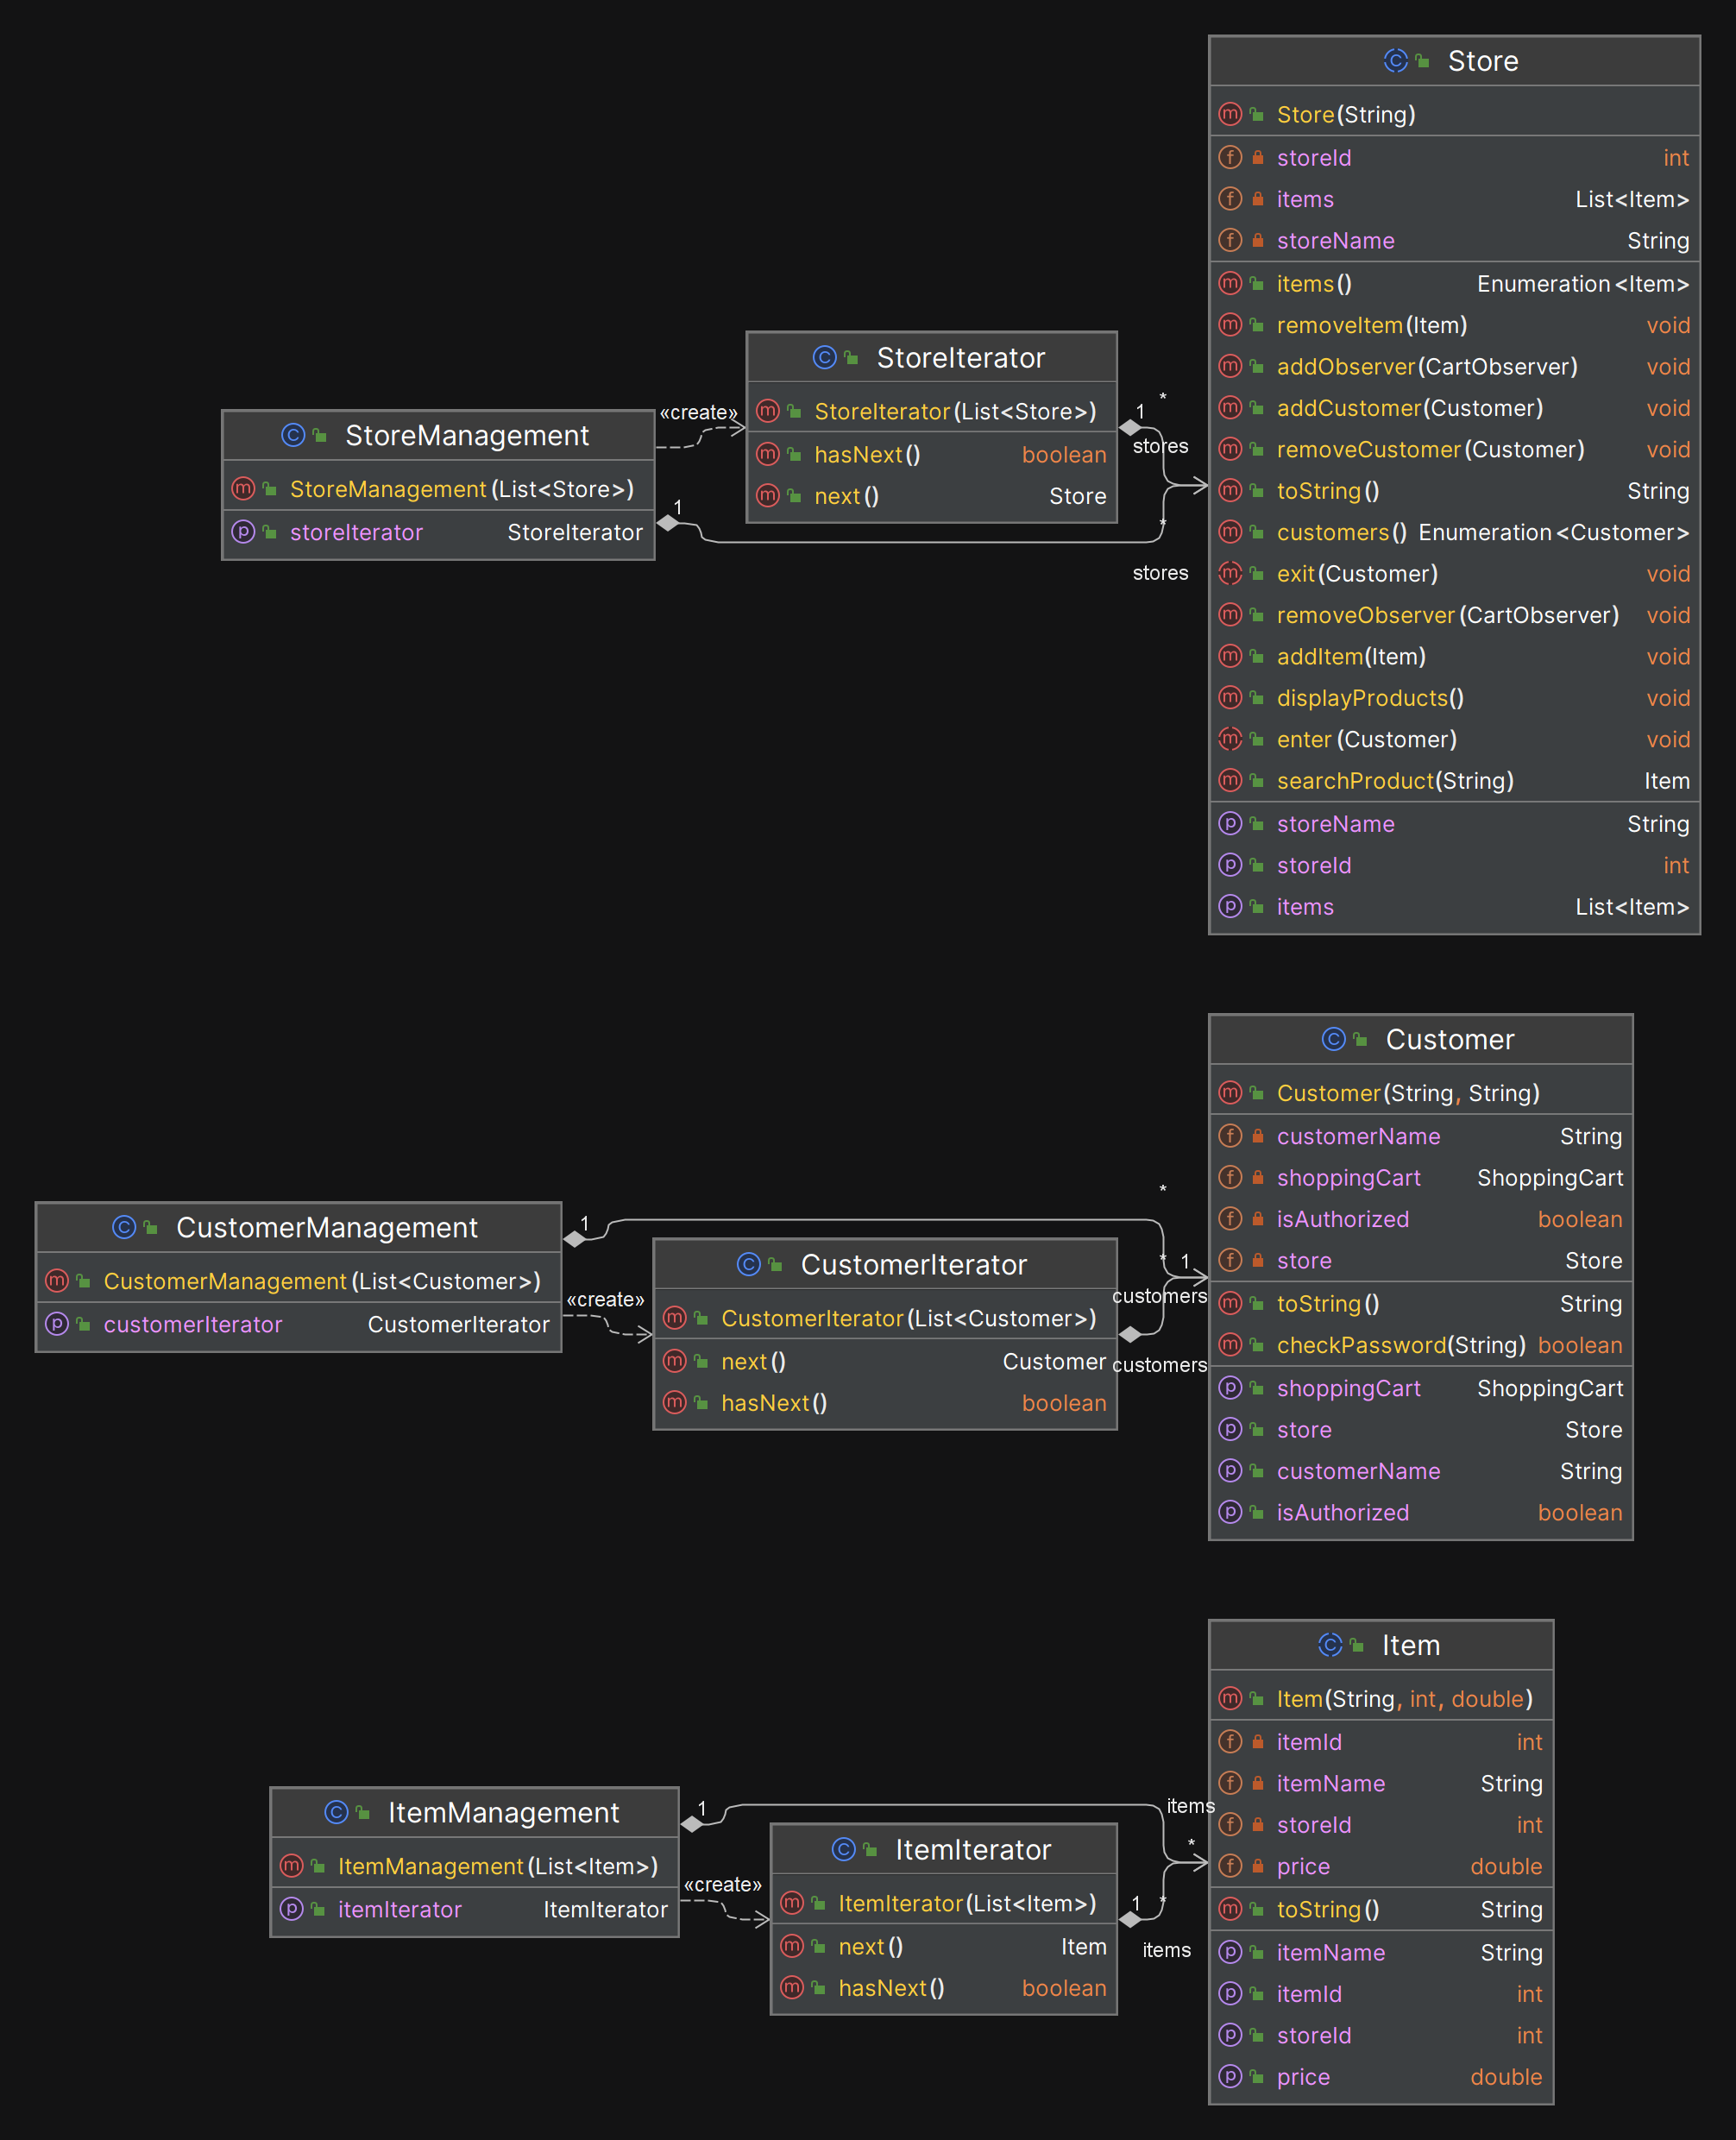 Store
Store(String)
storeId int
items List<Item>
storeName String
items() Enumeration<Item>
removeItem(Item) void
addObserver(CartObserver) void
addCustomer(Customer) void
removeCustomer(Customer) void
toString() String
customers() Enumeration<Customer>
exit(Customer) void
removeObserver(CartObserver) void
addItem(Item) void
displayProducts() void
enter(Customer) void
searchProduct(String) Item
storeName String
storeId int
items List<Item>
StoreIterator
StoreIterator(List<Store>)
hasNext() boolean
next() Store
StoreManagement
StoreManagement(List<Store>)
storeIterator StoreIterator
«create»
1
*
stores
1
*
stores
Customer
Customer(String, String)
customerName String
shoppingCart ShoppingCart
isAuthorized boolean
store Store
toString() String
checkPassword(String) boolean
shoppingCart ShoppingCart
store Store
customerName String
isAuthorized boolean
CustomerManagement
CustomerManagement(List<Customer>)
customerIterator CustomerIterator
«create»
CustomerIterator
CustomerIterator(List<Customer>)
next() Customer
hasNext() boolean
1
*
customers
* 1
customers
Item
Item(String, int, double)
itemId int
itemName String
storeId int
price double
toString() String
itemName String
itemId int
storeId int
price double
ItemManagement
ItemManagement(List<Item>)
itemIterator ItemIterator
«create»
ItemIterator
ItemIterator(List<Item>)
next() Item
hasNext() boolean
1
items
*
1
*
items